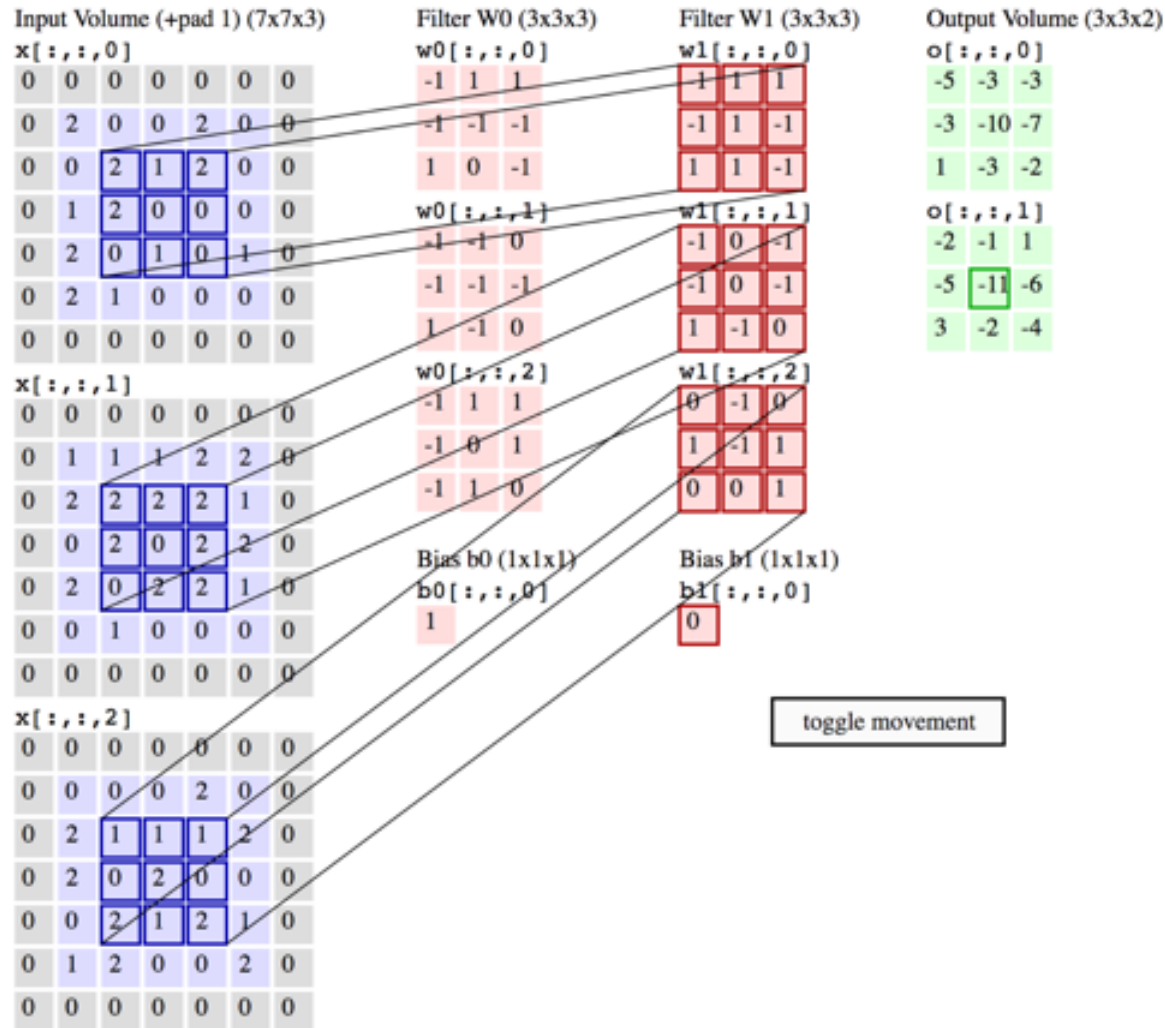 Input Volume (+pad 1) (7x7x3)
x[:,:,0]
0 0 0 0 0 0 0
0 2 0 0 2 0 0
0 0 2 1 2 0 0
0 1 2 0 0 0 0
0 2 0 1 0 1 0
0 2 1 0 0 0 0
0 0 0 0 0 0 0
x[:,:,1]
0 0 0 0 0 0 0
0 1 1 1 2 2 0
0 2 2 2 2 1 0
0 0 2 0 2 2 0
0 2 0 2 2 1 0
0 0 1 0 0 0 0
0 0 0 0 0 0 0
x[:,:,2]
0 0 0 0 0 0 0
0 0 0 0 2 0 0
0 2 1 1 1 2 0
0 2 0 2 0 0 0
0 0 2 1 2 1 0
0 1 2 0 0 2 0
0 0 0 0 0 0 0
Filter W0 (3x3x3)
w0[:,:,0]
-1 1 1
-1 -1 -1
1 0 -1
w0[:,:,1]
-1 -1 0
-1 -1 -1
1 -1 0
w0[:,:,2]
-1 1 1
-1 0 1
-1 1 0
Bias b0 (1x1x1)
b0[:,:,0]
1
Filter W1 (3x3x3)
w1[:,:,0]
-1 1 1
-1 1 -1
1 1 -1
w1[:,:,1]
-1 0 -1
-1 0 -1
1 -1 0
w1[:,:,2]
0 -1 0
1 -1 1
0 0 1
Bias b1 (1x1x1)
b1[:,:,0]
0
Output Volume (3x3x2)
o[:,:,0]
-5 -3 -3
-3 -10 -7
1 -3 -2
o[:,:,1]
-2 -1 1
-5 -11 -6
3 -2 -4
toggle movement